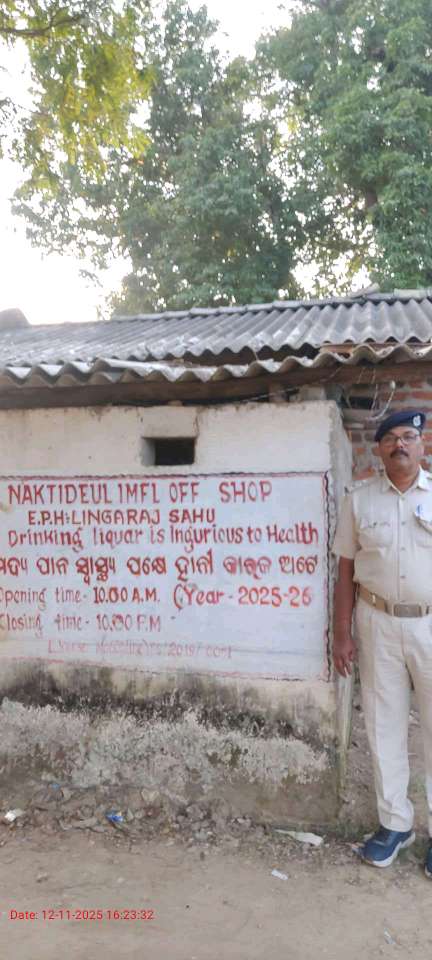 NAKTIDEUL IMFL OFF SHOP
E.P.H:LINGARAJ SAHU
Drinking liquar is Ingurious to Health
ମଦ୍ୟ ପାନ ସ୍ୱାସ୍ଥ୍ୟ ପକ୍ଷେ ହାନୀ କାରକ ଅଟେ
Opening time- 10.00 A.M. (Year - 2025-26
Closing time - 10.00 P.M
Date: 12-11-2025 16:23:32